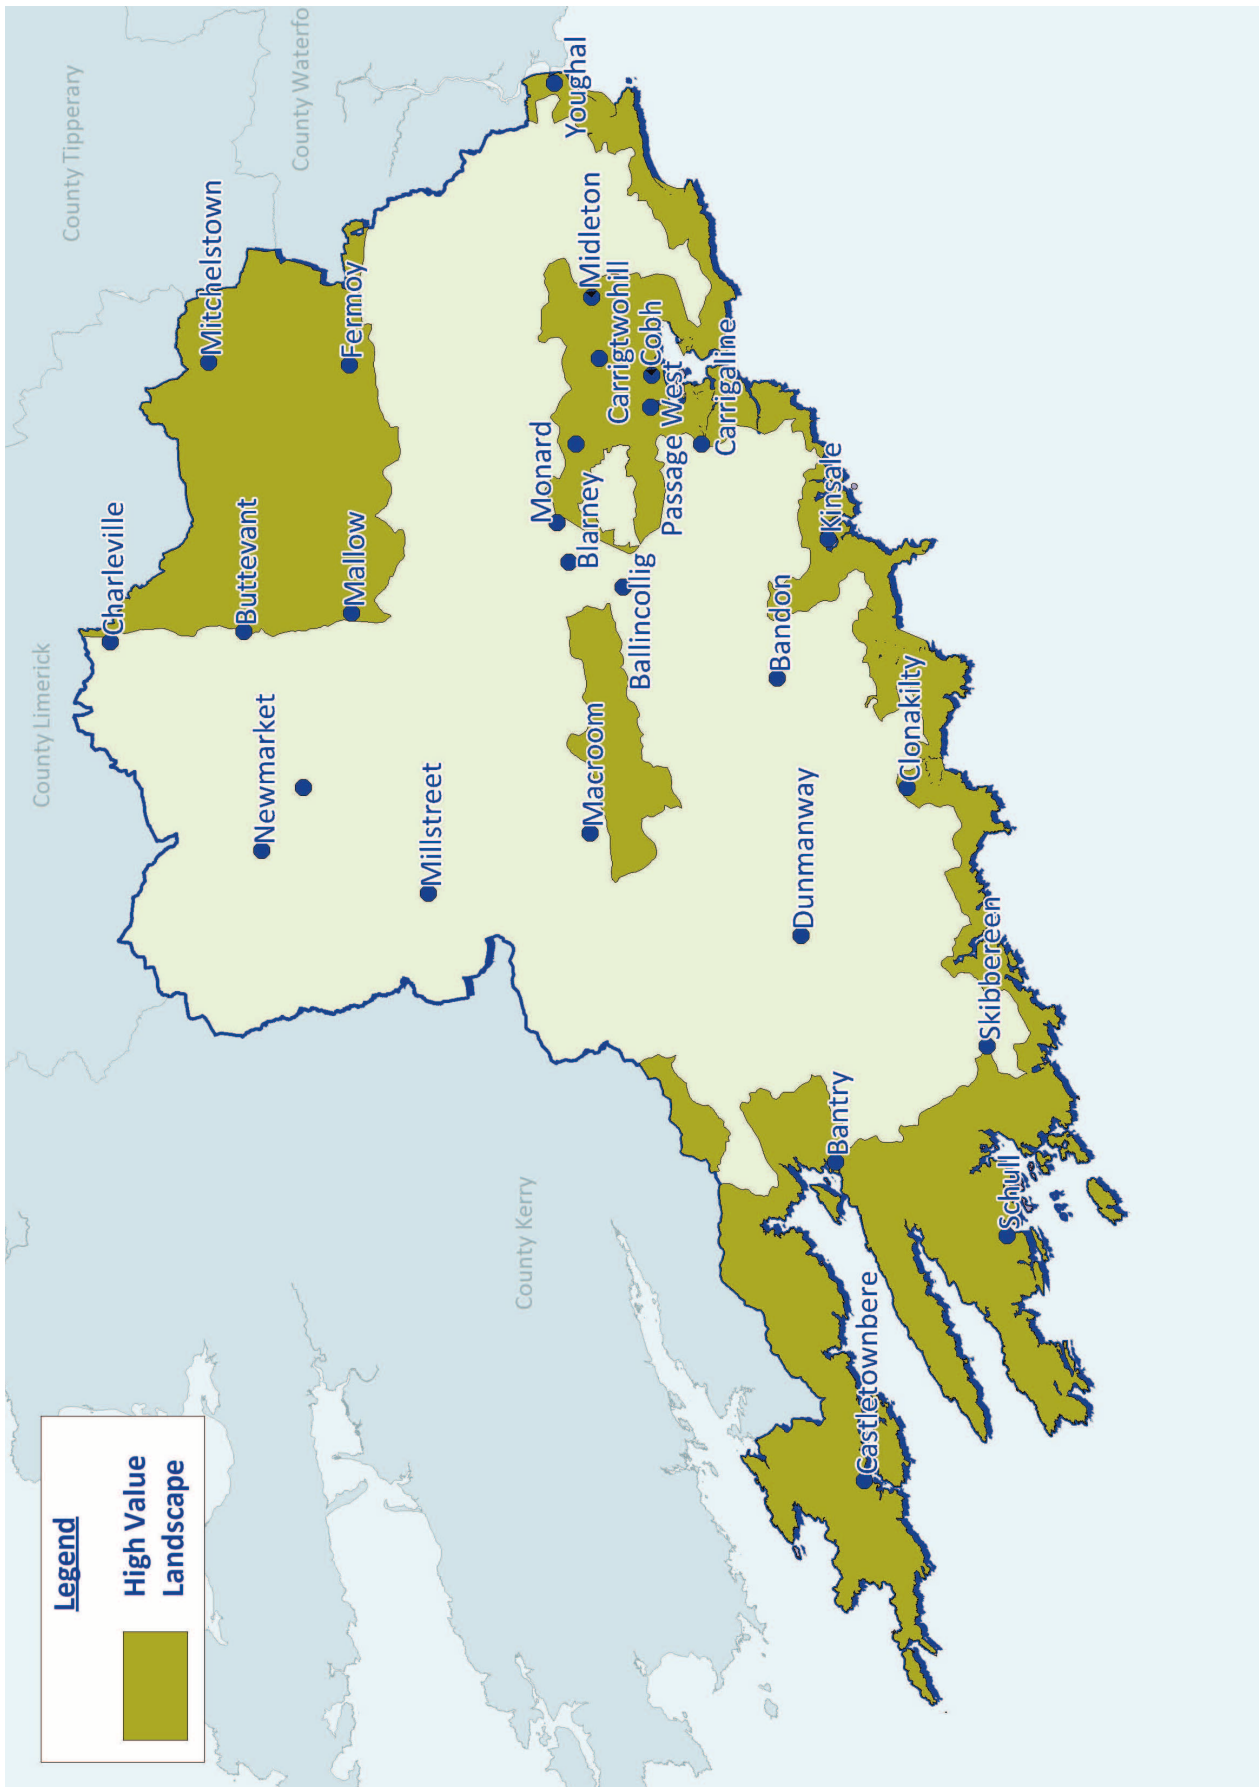 Legend
High Value
Landscape
County Limerick
County Tipperary
County Waterfo
County Kerry
Charleville
Mitchelstown
Newmarket
Buttevant
Fermoy
Mallow
Millstreet
Youghal
Monard
Midleton
Macroom
Blarney
Carrigtwohill
Ballincollig
Cobh
Passage
West
Carrigaline
Bandon
Kinsale
Dunmanway
Bantry
Castletownbere
Clonakilty
Skibbereen
Schull